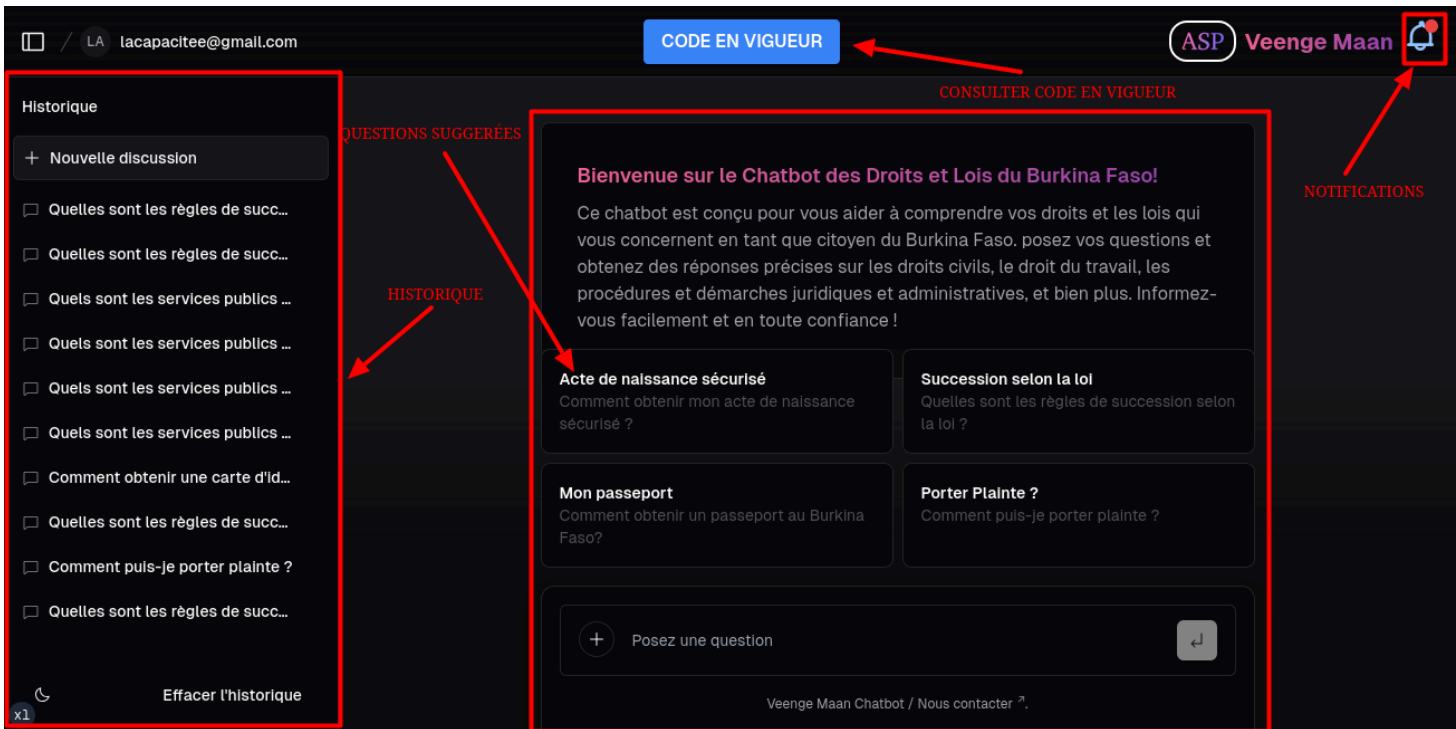 LA lacapacitee@gmail.com
CODE EN VIGUEUR
ASP Veenge Maan
CONSULTER CODE EN VIGUEUR
NOTIFICATIONS
Historique
Nouvelle discussion
Quelles sont les règles de succ...
Quelles sont les règles de succ...
Quels sont les services publics ...
Quels sont les services publics ...
Quels sont les services publics ...
Quels sont les services publics ...
Comment obtenir une carte d'id...
Quelles sont les règles de succ...
Comment puis-je porter plainte ?
Quelles sont les règles de succ...
Effacer l'historique
xl
QUESTIONS SUGGERÉES
HISTORIQUE
Bienvenue sur le Chatbot des Droits et Lois du Burkina Faso!
Ce chatbot est conçu pour vous aider à comprendre vos droits et les lois qui
vous concernent en tant que citoyen du Burkina Faso. posez vos questions et
obtenez des réponses précises sur les droits civils, le droit du travail, les
procédures et démarches juridiques et administratives, et bien plus. Informez-
vous facilement et en toute confiance !
Acte de naissance sécurisé
Comment obtenir mon acte de naissance
sécurisé ?
Succession selon la loi
Quelles sont les règles de succession selon
la loi ?
Mon passeport
Comment obtenir un passeport au Burkina
Faso?
Porter Plainte ?
Comment puis-je porter plainte ?
Posez une question
Veenge Maan Chatbot / Nous contacter ↗.